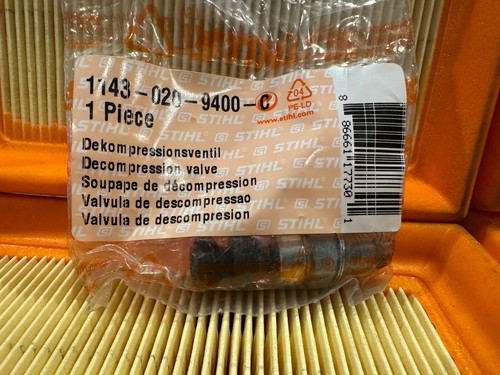 1143-020-9400-C
1 Piece
04
PE-LD
www.stihl.com
Dekompressionsventil
Decompression valve
Soupape de décompression
Valvula de descompressao
Valvula de descompresion
STIHL